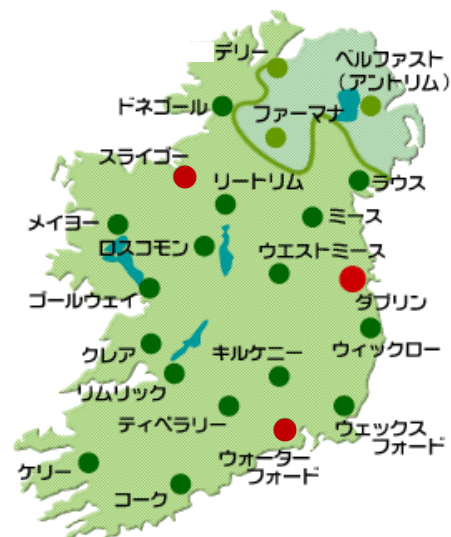 デリー
ベルファスト
(アントリム)
ドネゴール
ファーマナ
スライゴー
リートリム
ラウス
メイヨー
ミース
ロスコモン
ウエストミース
ゴールウェイ
ダブリン
クレア
キルケニー
ウィックロー
リムリック
ティペラリー
ウェックス
フォード
ケリー
ウォーター
フォード
コーク